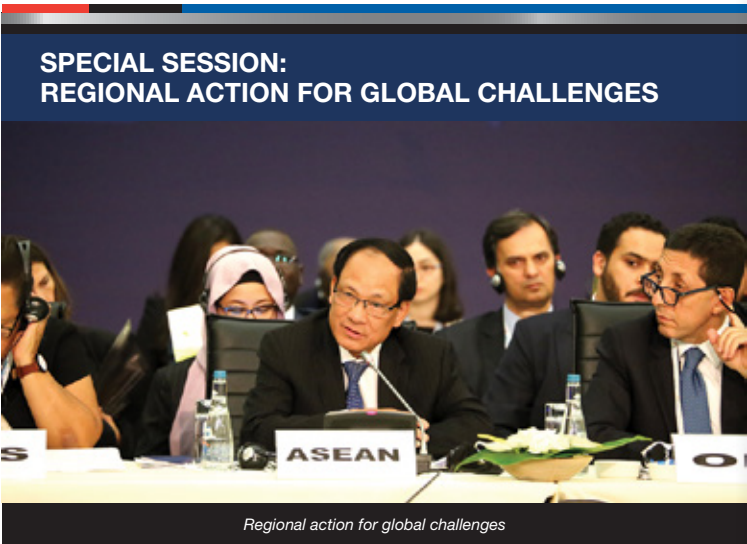 SPECIAL SESSION:
REGIONAL ACTION FOR GLOBAL CHALLENGES
S
ASEAN
O
Regional action for global challenges